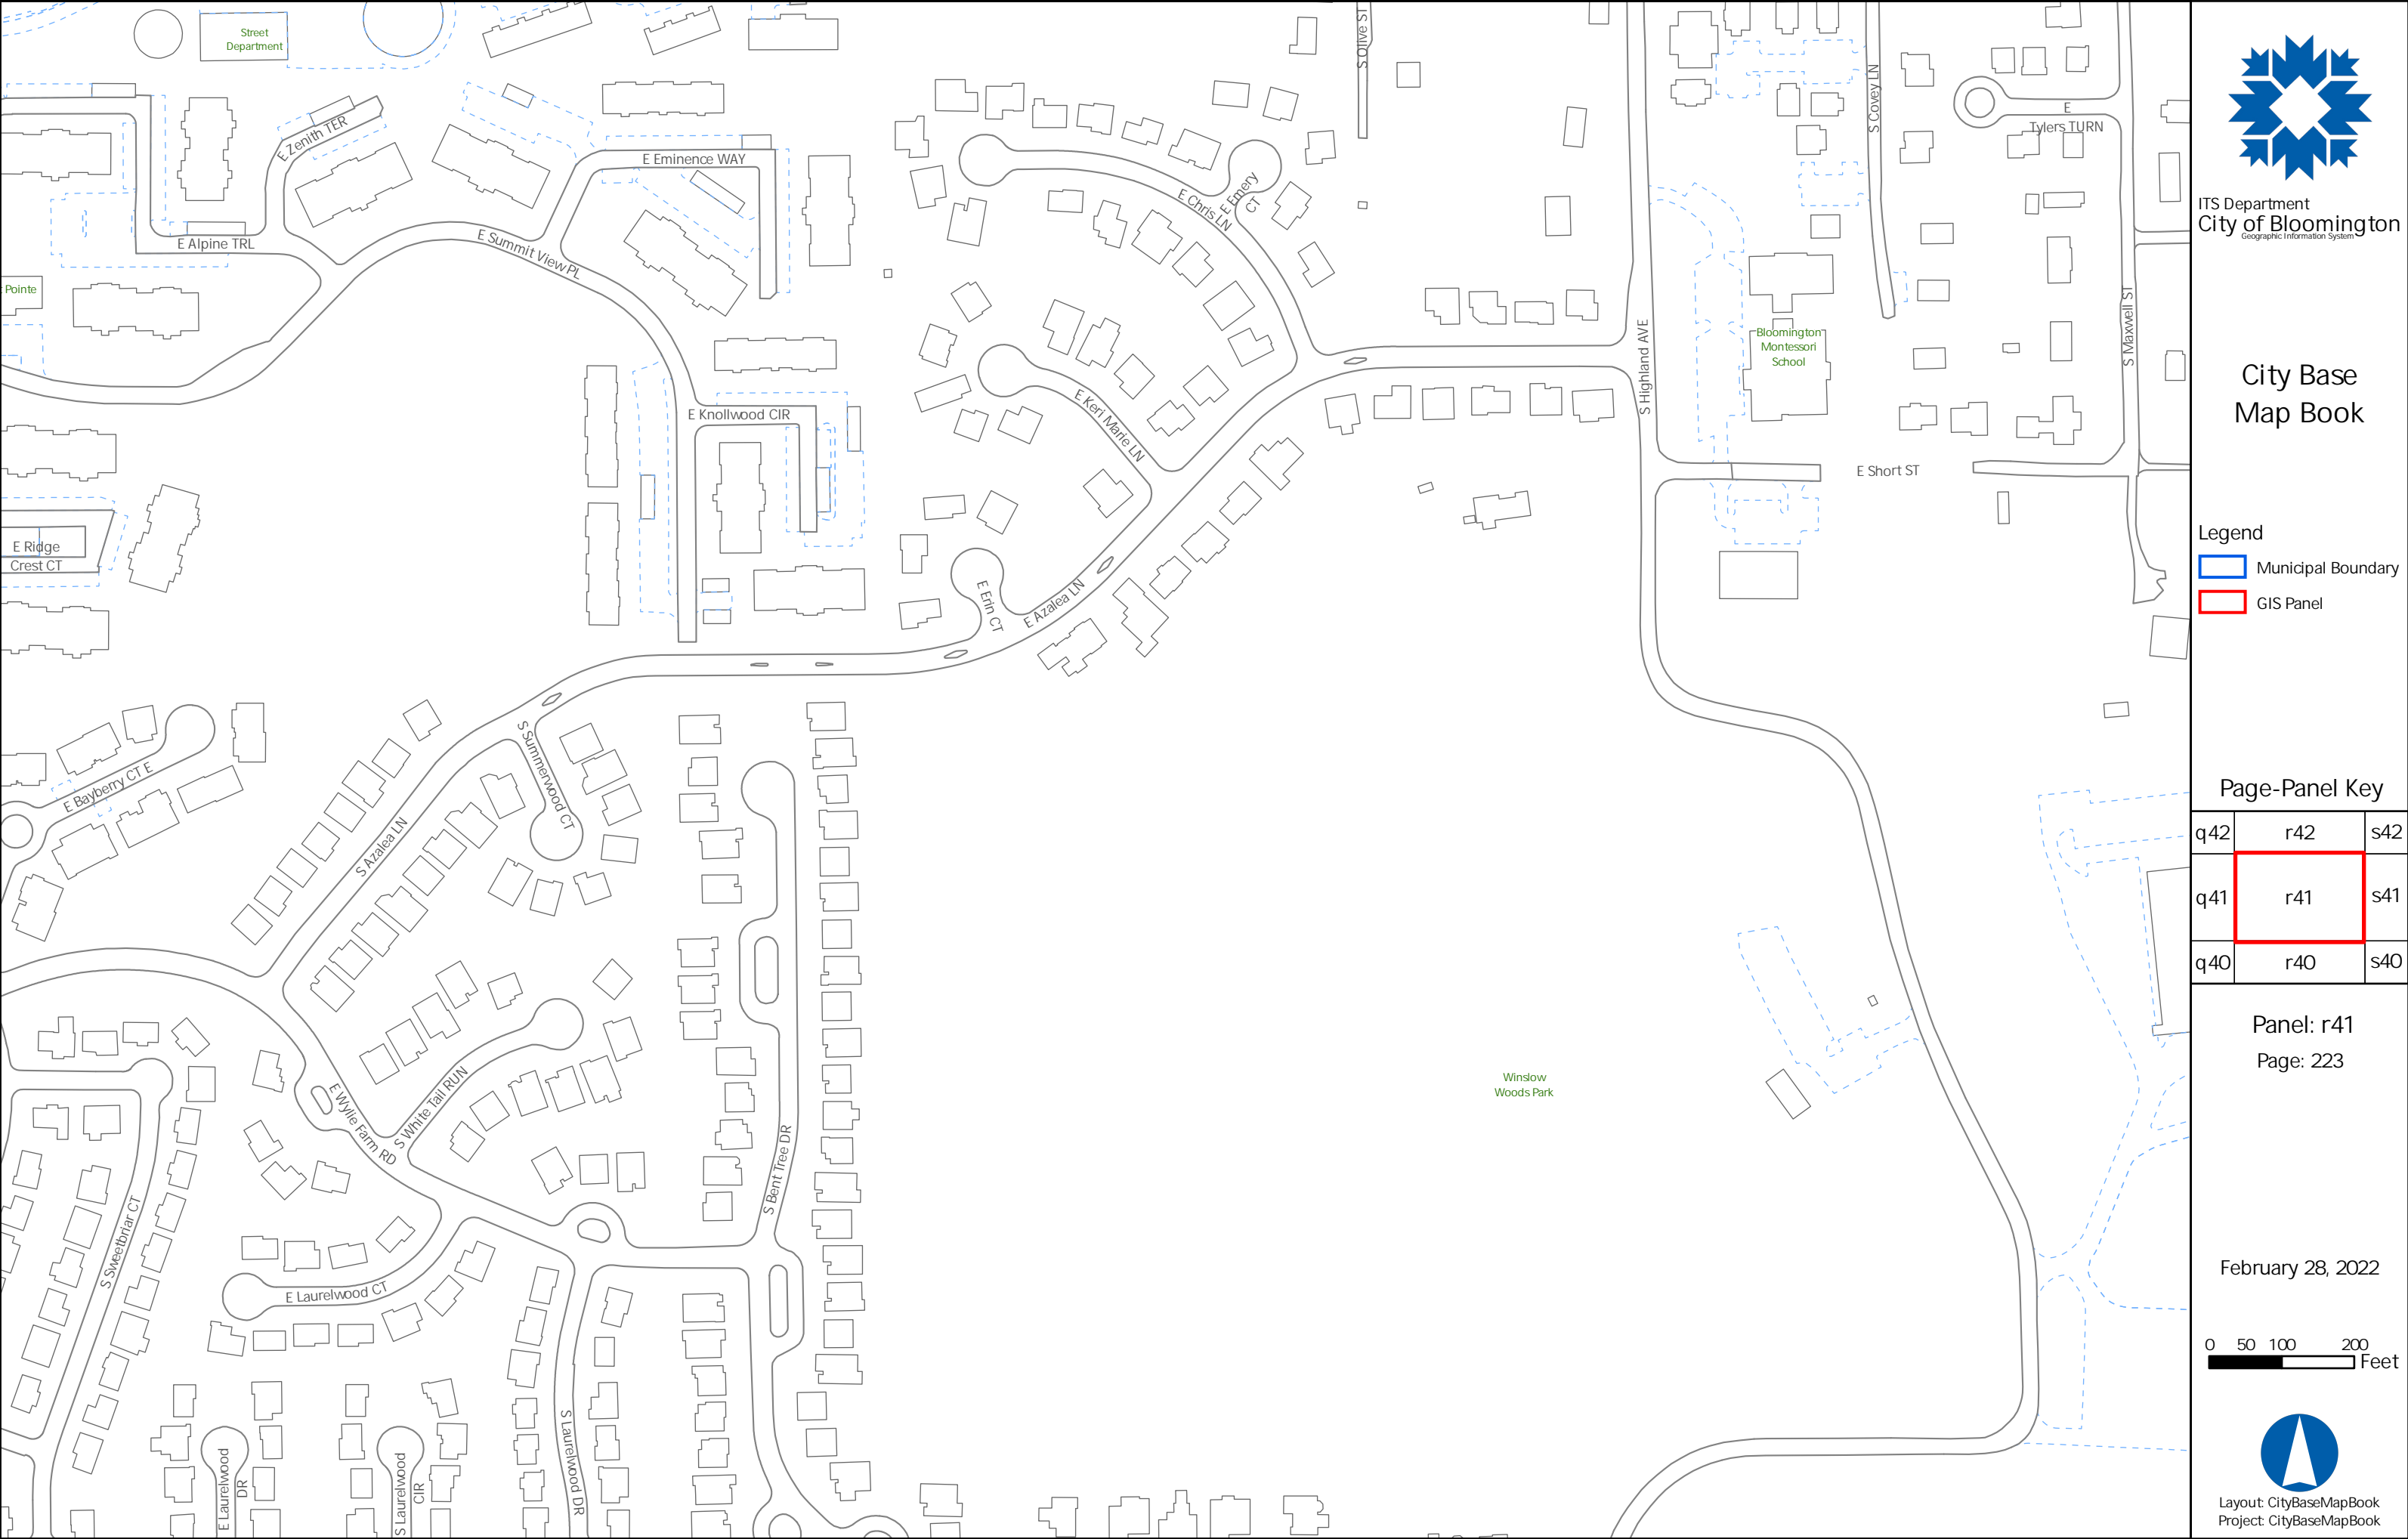 Street
Department
S Olive ST
S Covey LN
E
Tylers TURN
E Zenith TER
E Eminence WAY
E Emery
CT
E Chris LN
E Alpine TRL
E Summit View PL
Pointe
S Highland AVE
Bloomington
Montessori
School
S Maxwell ST
E Knollwood CIR
E Keri Marie LN
E Short ST
E Ridge
Crest CT
E Erin CT
E Azalea LN
S Summerwood CT
E Bayberry CT E
S Azalea LN
Winslow
Woods Park
E Wylie Farm RD
S White Tail RUN
S Bent Tree DR
S Sweetbriar CT
E Laurelwood CT
S Laurelwood DR
E Laurelwood
DR
S Laurelwood
CIR
ITS Department
City of Bloomington
Geographic Information System
City Base
Map Book
Legend
Municipal Boundary
GIS Panel
Page-Panel Key
q42 r42 s42
q41 r41 s41
q40 r40 s40
Panel: r41
Page: 223
February 28, 2022
0 50 100 200
Feet
Layout: CityBaseMapBook
Project: CityBaseMapBook